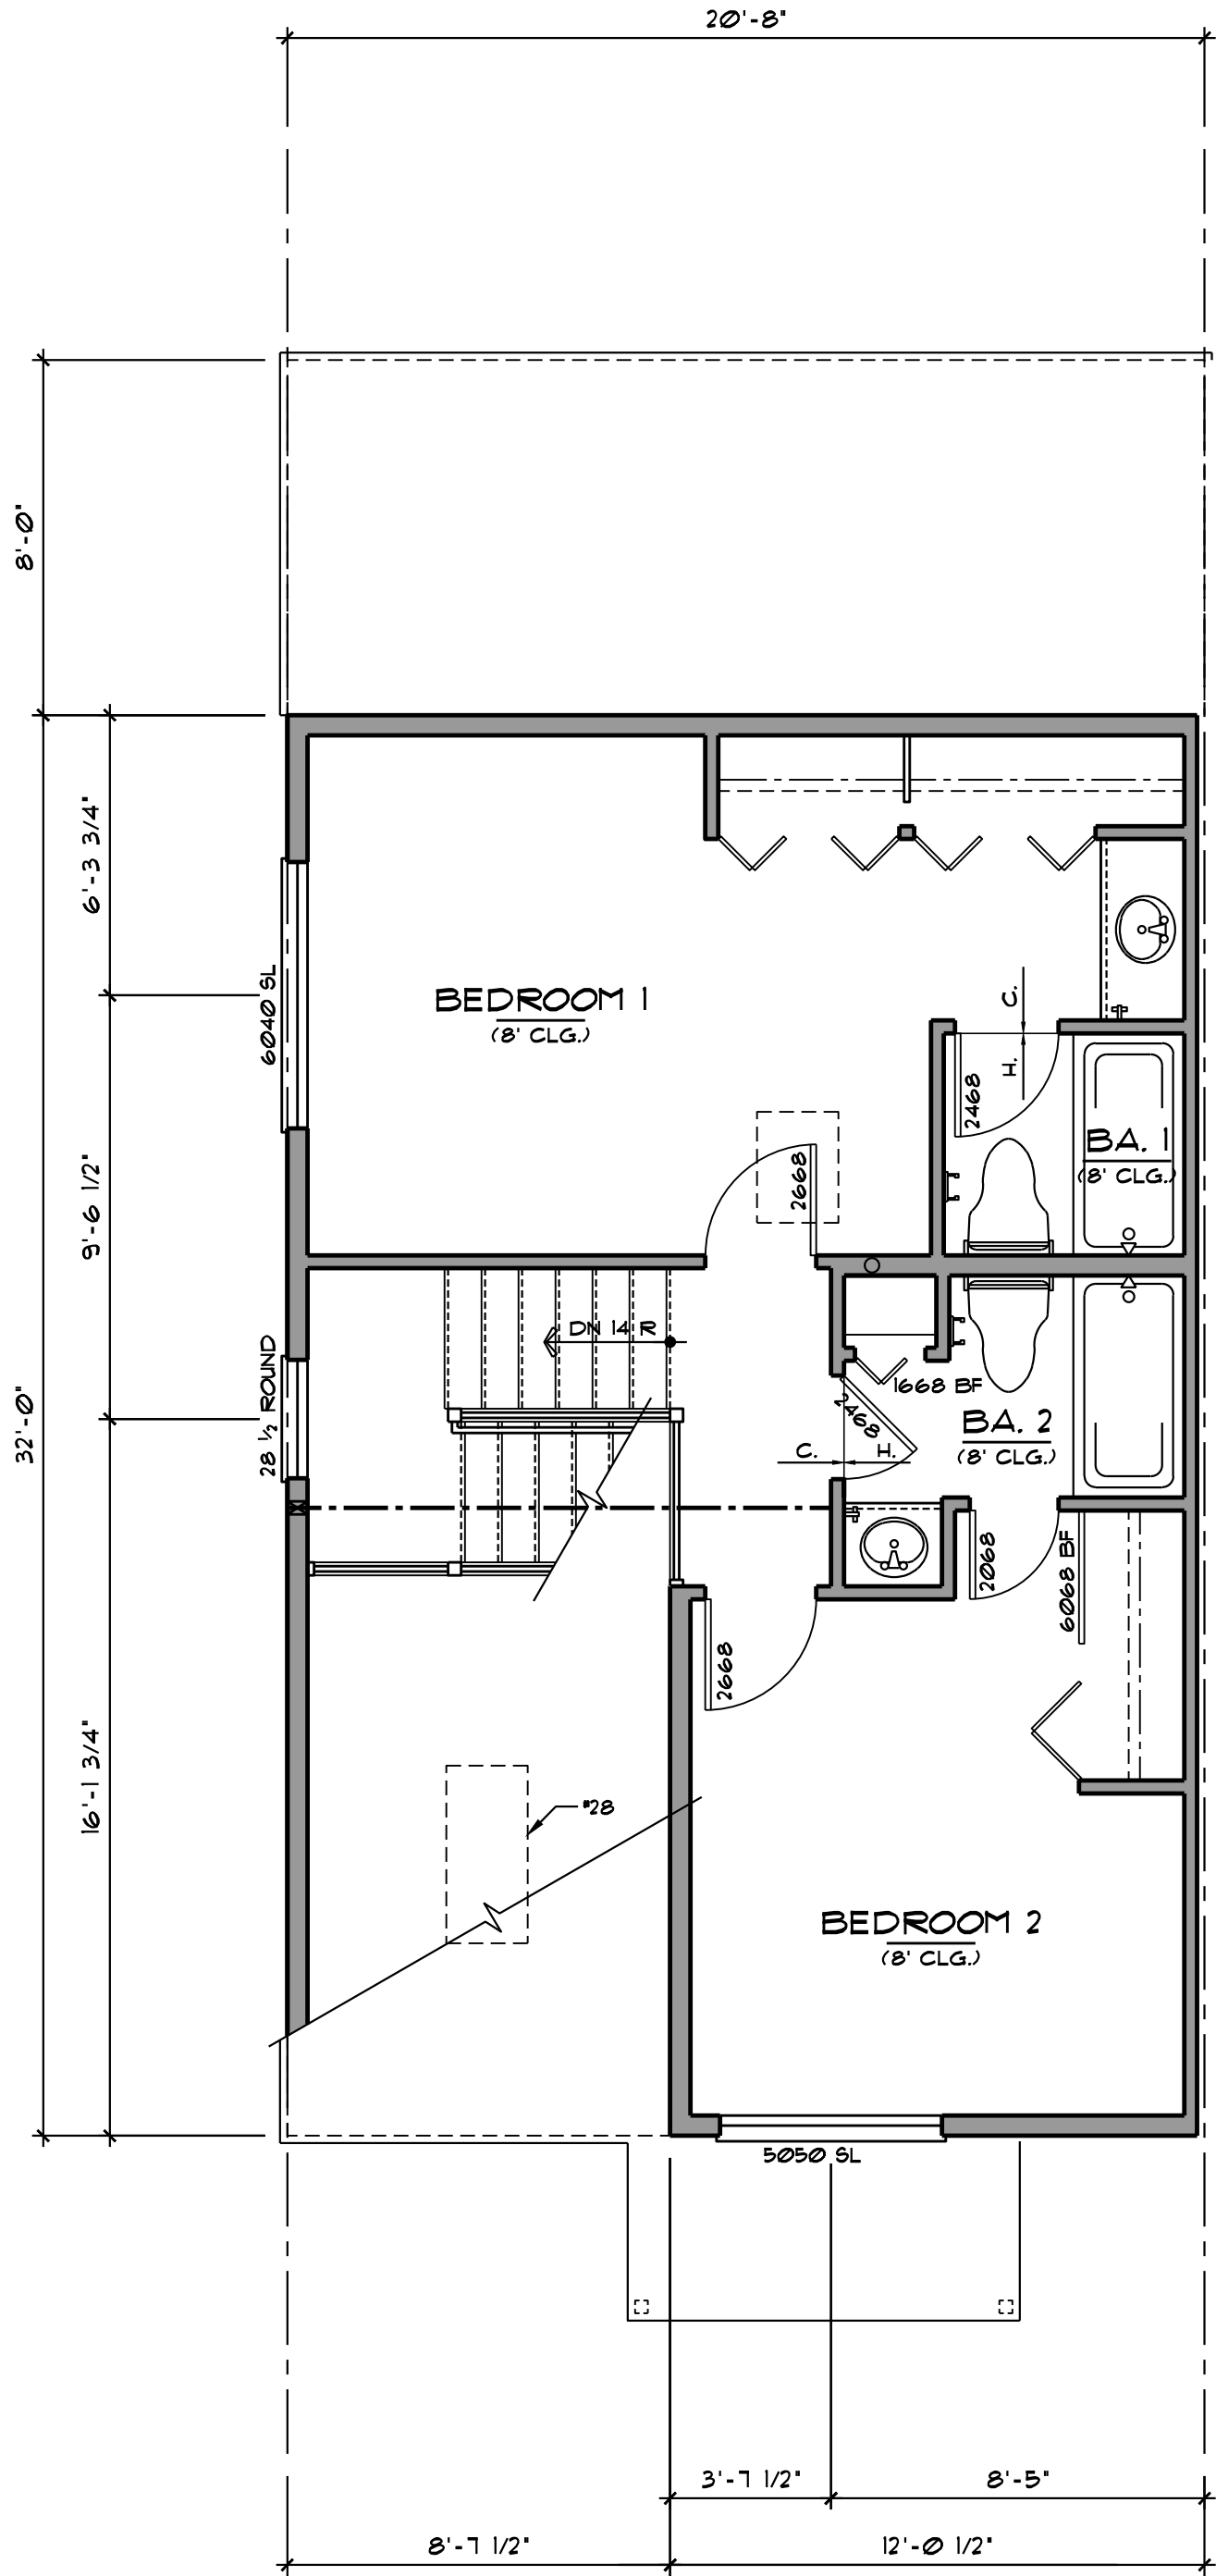 20'-8"
8'-0"
6'-3 3/4"
6040 SL
BEDROOM 1
(8' CLG.)
C.
H.
2468
BA. 1
(8' CLG.)
2668
9'-6 1/2"
32'-0"
28 ½ ROUND
DN 14 R
1668 BF
2468
BA. 2
(8' CLG.)
C.
H.
2068
6068 BF
2668
16'-1 3/4"
#28
BEDROOM 2
(8' CLG.)
5050 SL
3'-7 1/2"
8'-5"
8'-7 1/2"
12'-0 1/2"